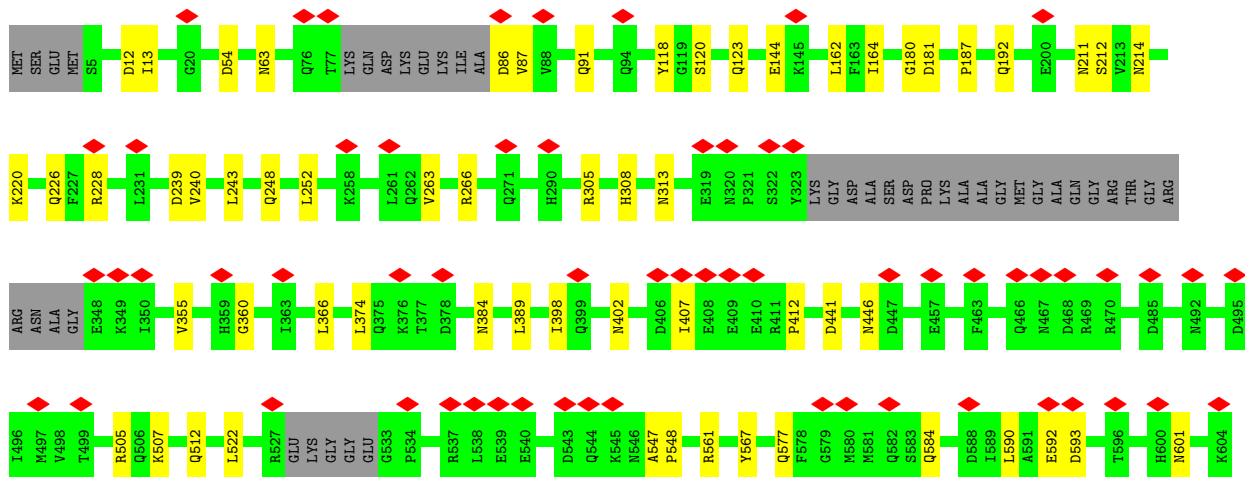 MET SER GLU MET S5 D12 I13 G20 D54 N63 Q76 T77 LYS GLN ASP LYS GLU LYS ILE ALA D86 V87 V88 Q91 Q94 Y118 G119 S120 Q123 E144 K145 L162 F163 I164 G180 D181 P187 Q192 E200 N211 S212 V213 N214
K220 Q226 F227 R228 L231 D239 V240 L243 Q248 L252 K258 L261 Q262 V263 R266 Q271 H290 R305 H308 N313 E319 N320 P321 S322 Y323 LYS GLY ASP ALA SER ASP PRO LYS ALA ALA GLY MET GLY ALA GLN GLY ARG THR GLY ARG
ARG ASN ALA GLY E348 K349 I350 V355 H359 G360 I363 L366 L374 Q375 K376 T377 D378 N384 L389 I398 Q399 N402 D406 I407 E408 E409 E410 R411 P412 D441 N446 D447 E457 F463 Q466 N467 D468 R469 R470 D485 N492 D495
I496 M497 V498 T499 R505 Q506 K507 Q512 L522 R527 GLU LYS GLY GLY GLU G533 P534 R537 L538 E539 E540 D543 Q544 K545 N546 A547 P548 R561 Y567 Q577 F578 G579 M580 M581 Q582 S583 Q584 D588 I589 L590 A591 E592 D593 T596 H600 N601 K604